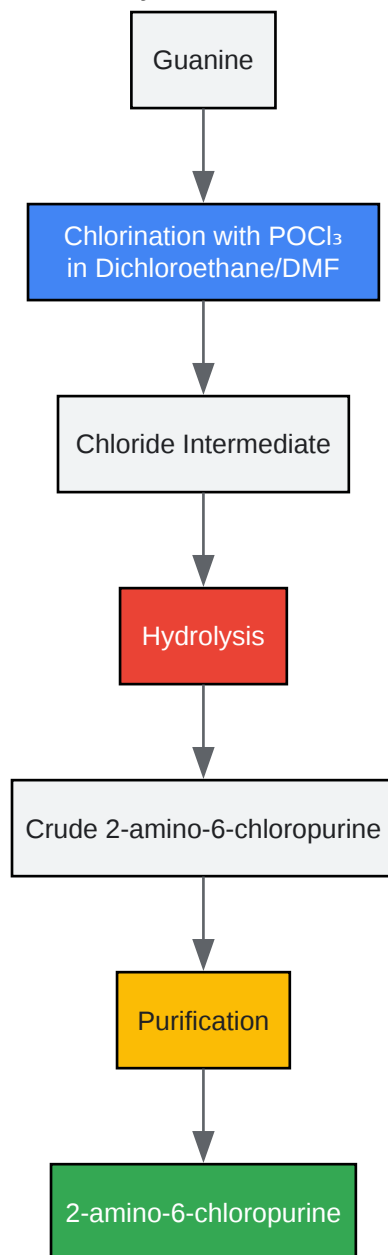 Guanine
Chlorination with POCl₃
in Dichloroethane/DMF
Chloride Intermediate
Hydrolysis
Crude 2-amino-6-chloropurine
Purification
2-amino-6-chloropurine